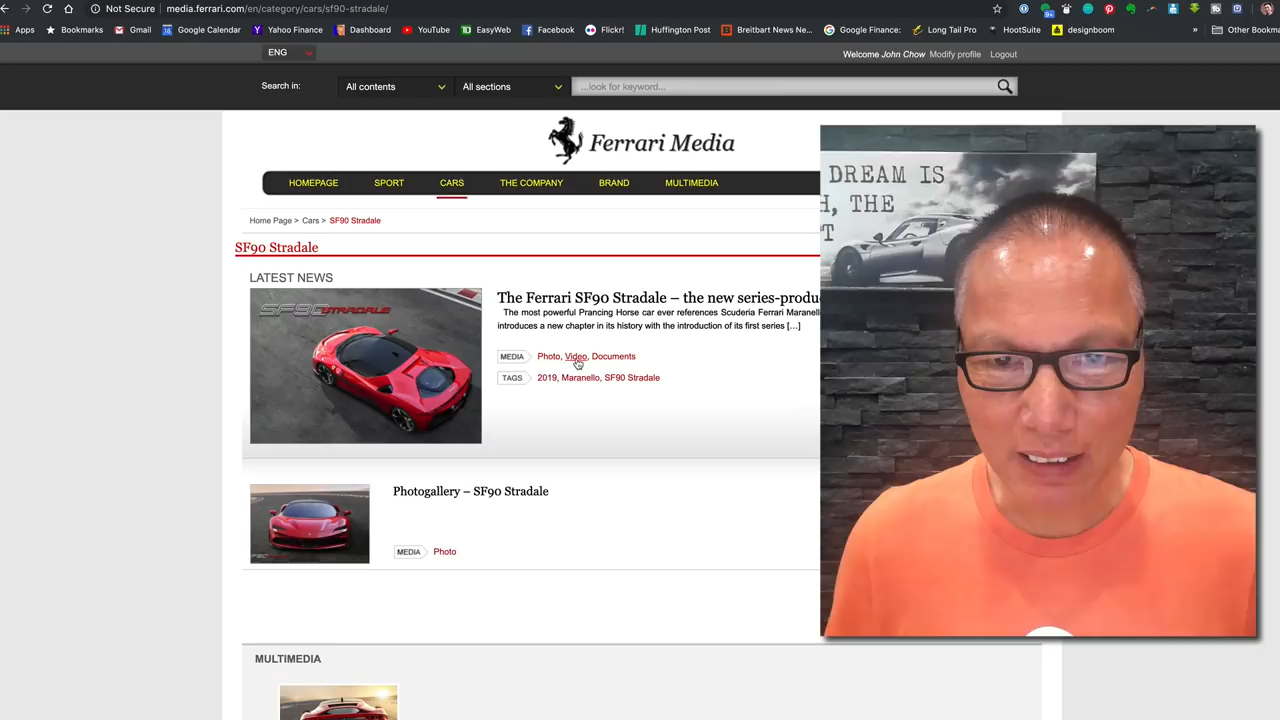 Not Secure | media.ferrari.com/en/category/cars/sf90-stradale/
Apps Bookmarks Gmail Google Calendar Yahoo Finance Dashboard YouTube EasyWeb Facebook Flickr! Huffington Post Breitbart News Ne... Google Finance: Long Tail Pro HootSuite designboom » Other Bookma
ENG
Welcome John Chow Modify profile Logout
Search in: All contents All sections ...look for keyword...
Ferrari Media
HOMEPAGE SPORT CARS THE COMPANY BRAND MULTIMEDIA
Home Page > Cars > SF90 Stradale
SF90 Stradale
LATEST NEWS
SF90 STRADALE
The Ferrari SF90 Stradale – the new series-produ
The most powerful Prancing Horse car ever references Scuderia Ferrari Maranell
introduces a new chapter in its history with the introduction of its first series [...]
MEDIA Photo, Video, Documents
TAGS 2019, Maranello, SF90 Stradale
Photogallery – SF90 Stradale
MEDIA Photo
MULTIMEDIA
DREAM IS
H, THE
T